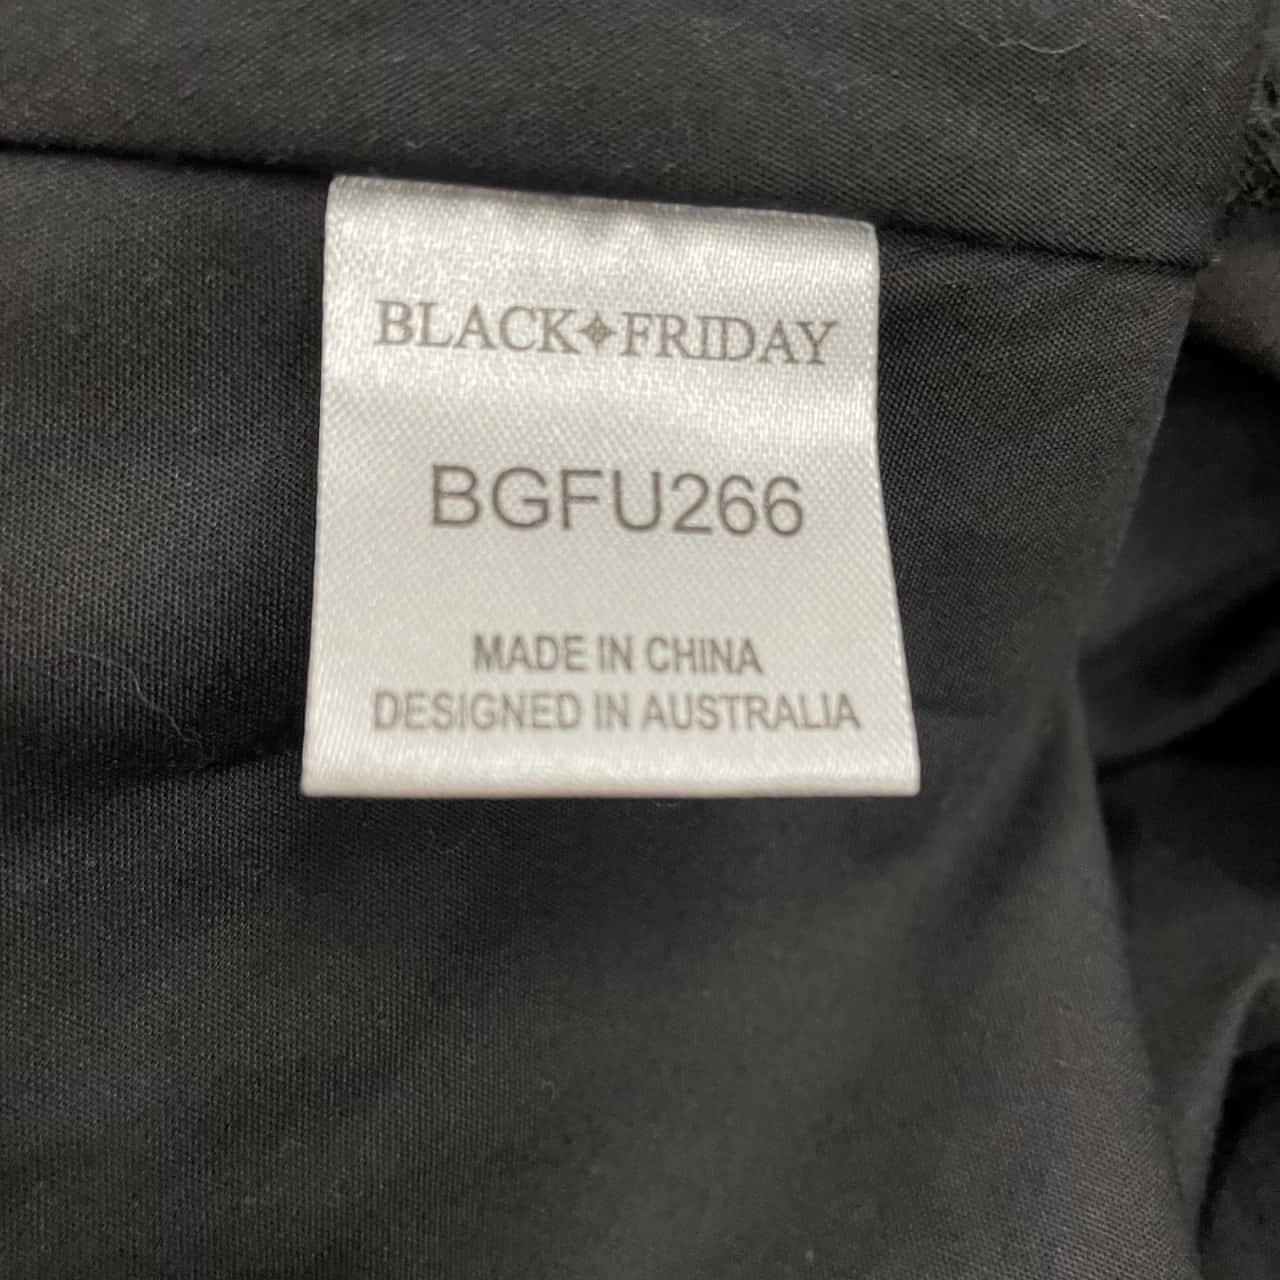 BLACK FRIDAY
BGFU266
MADE IN CHINA
DESIGNED IN AUSTRALIA